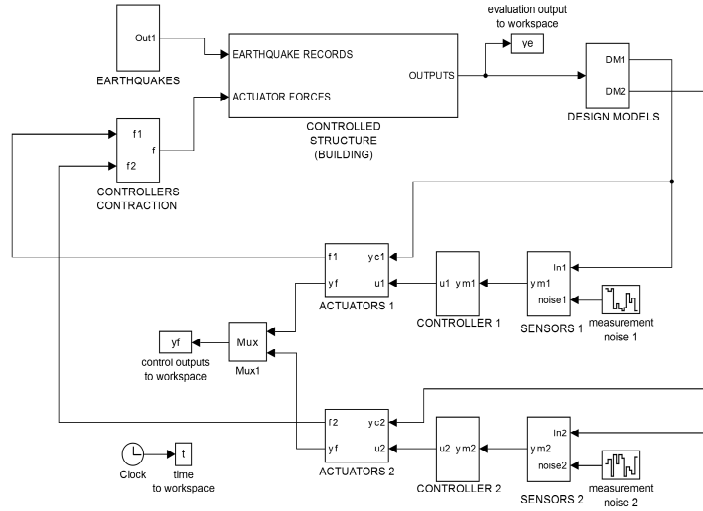 evaluation output
to workspace
ye
Out1
EARTHQUAKES
EARTHQUAKE RECORDS
ACTUATOR FORCES
OUTPUTS
CONTROLLED
STRUCTURE
(BUILDING)
DM1
DM2
DESIGN MODELS
f1
f2
f
CONTROLLERS
CONTRACTION
f1
yf
yc1
u1
ACTUATORS 1
u1
ym1
CONTROLLER 1
In1
ym1
noise1
SENSORS 1
measurement
noise 1
yf
control outputs
to workspace
Mux
Mux1
f2
yf
yc2
u2
ACTUATORS 2
u2
ym2
CONTROLLER 2
In2
ym2
noise2
SENSORS 2
measurement
noise 2
Clock
t
time
to workspace